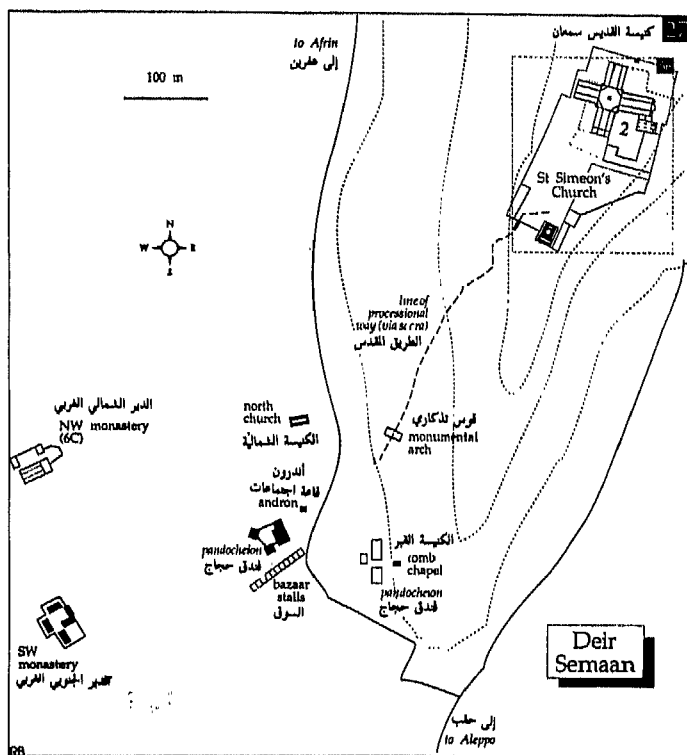 كنيسة القديس سمعان
to Afrin
إلى عفرين
100 m
2
St Simeon's
Church
N
W
E
S
line of
processional
way (via sacra)
الطريق المقدس
الدير الشمالي الغربي
NW monastery
(6C)
north
church
الكنيسة الشمالية
قوس تذكاري
monumental
arch
أندرون
قاعة اجتماعات
andron
pandocheion
فندق حجاج
bazaar
stalls
السوق
الكنيسة القبر
tomb
chapel
pandocheion
فندق حجاج
SW
monastery
الدير الجنوبي الغربي
Deir
Semaan
إلى حلب
to Aleppo
RB